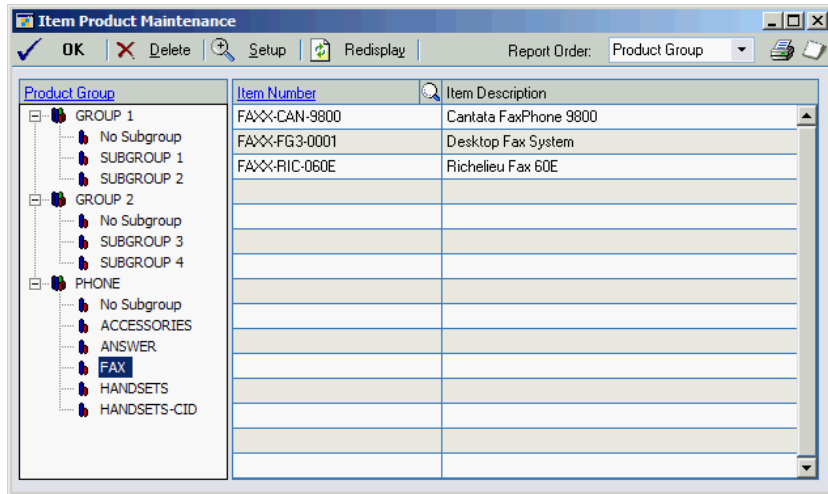 Item Product Maintenance
OK Delete Setup Redisplay Report Order: Product Group
Product Group Item Number Item Description
GROUP 1 FAXX-CAN-9800 Cantata FaxPhone 9800
No Subgroup FAXX-FG3-0001 Desktop Fax System
SUBGROUP 1 FAXX-RIC-060E Richelieu Fax 60E
SUBGROUP 2
GROUP 2
No Subgroup
SUBGROUP 3
SUBGROUP 4
PHONE
No Subgroup
ACCESSORIES
ANSWER
FAX
HANDSETS
HANDSETS-CID